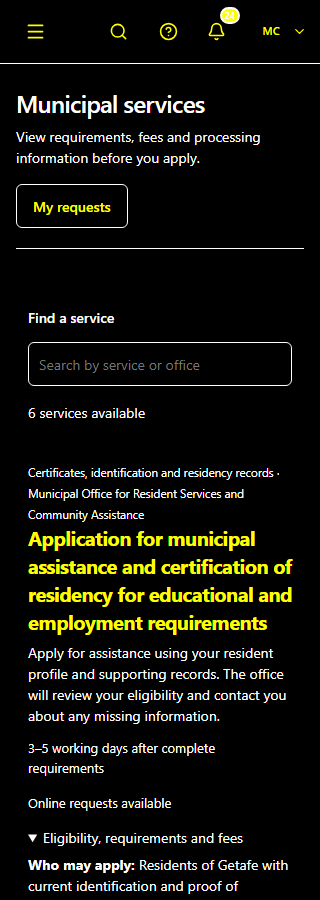 MC
Municipal services
View requirements, fees and processing
information before you apply.
My requests
Find a service
Search by service or office
6 services available
Certificates, identification and residency records ·
Municipal Office for Resident Services and
Community Assistance
Application for municipal
assistance and certification of
residency for educational and
employment requirements
Apply for assistance using your resident
profile and supporting records. The office
will review your eligibility and contact you
about any missing information.
3–5 working days after complete
requirements
Online requests available
▼ Eligibility, requirements and fees
Who may apply: Residents of Getafe with
current identification and proof of